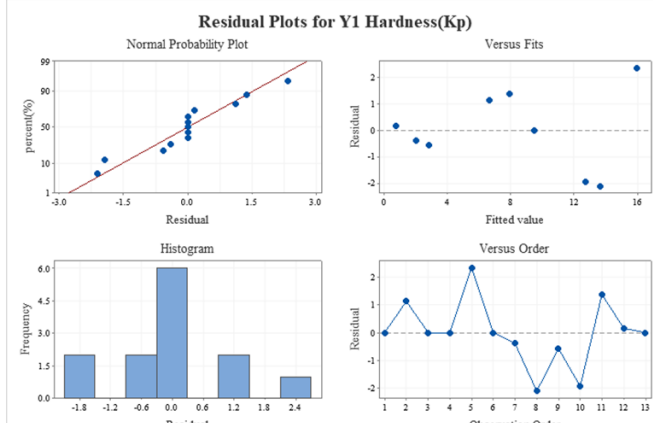 Residual Plots for Y1 Hardness(Kp)
Normal Probability Plot
percent(%)
99
90
50
10
1
-3.0 -1.5 0.0 1.5 3.0
Residual
Versus Fits
Residual
2
1
0
-1
-2
0 4 8 12 16
Fitted value
Histogram
Frequency
6.0
4.5
3.0
1.5
0.0
-1.8 -1.2 -0.6 0.0 0.6 1.2 1.8 2.4
Versus Order
Residual
2
1
0
-1
-2
1 2 3 4 5 6 7 8 9 10 11 12 13